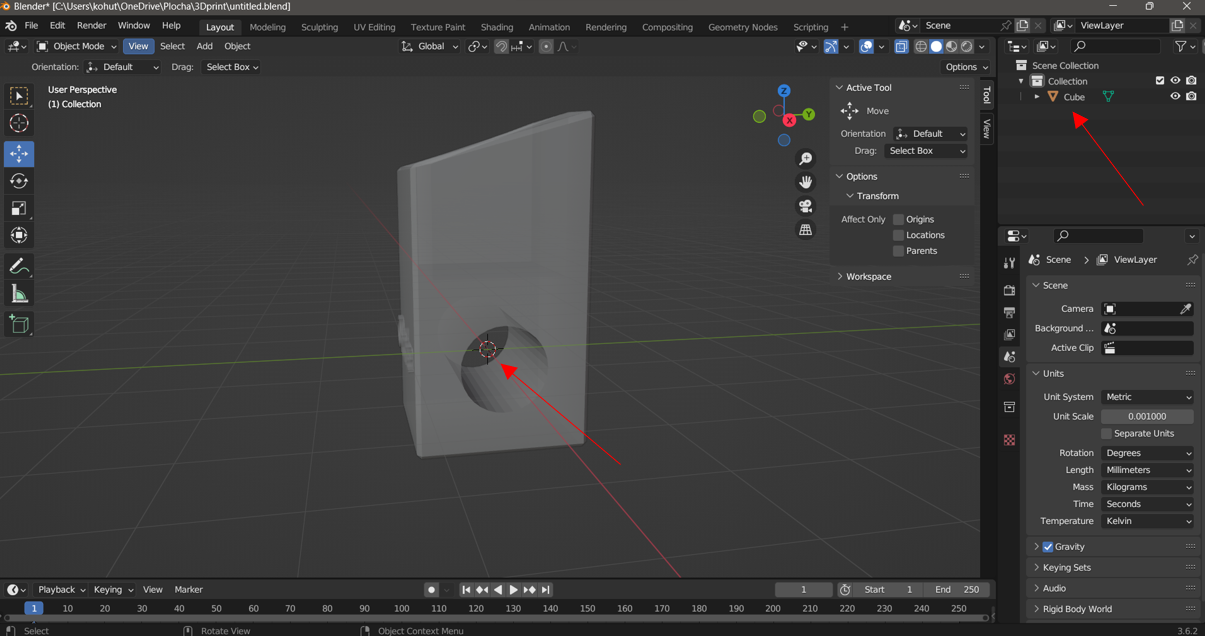 Blender* [C:\Users\kohut\OneDrive\Plocha\3Dprint\untitled.blend]
File Edit Render Window Help Layout Modeling Sculpting UV Editing Texture Paint Shading Animation Rendering Compositing Geometry Nodes Scripting + Scene ViewLayer
Object Mode View Select Add Object Global
Orientation: Default Drag: Select Box Options
User Perspective
(1) Collection
Z
Y
X
Active Tool
Move
Orientation Default
Drag: Select Box
Options
Transform
Affect Only Origins
Locations
Parents
Workspace
Tool
View
Scene Collection
Collection
Cube
Scene ViewLayer
Scene
Camera
Background ...
Active Clip
Units
Unit System Metric
Unit Scale 0.001000
Separate Units
Rotation Degrees
Length Millimeters
Mass Kilograms
Time Seconds
Temperature Kelvin
Gravity
Keying Sets
Audio
Rigid Body World
Playback Keying View Marker 1 Start 1 End 250
1 10 20 30 40 50 60 70 80 90 100 110 120 130 140 150 160 170 180 190 200 210 220 230 240 250
Select Rotate View Object Context Menu 3.6.2